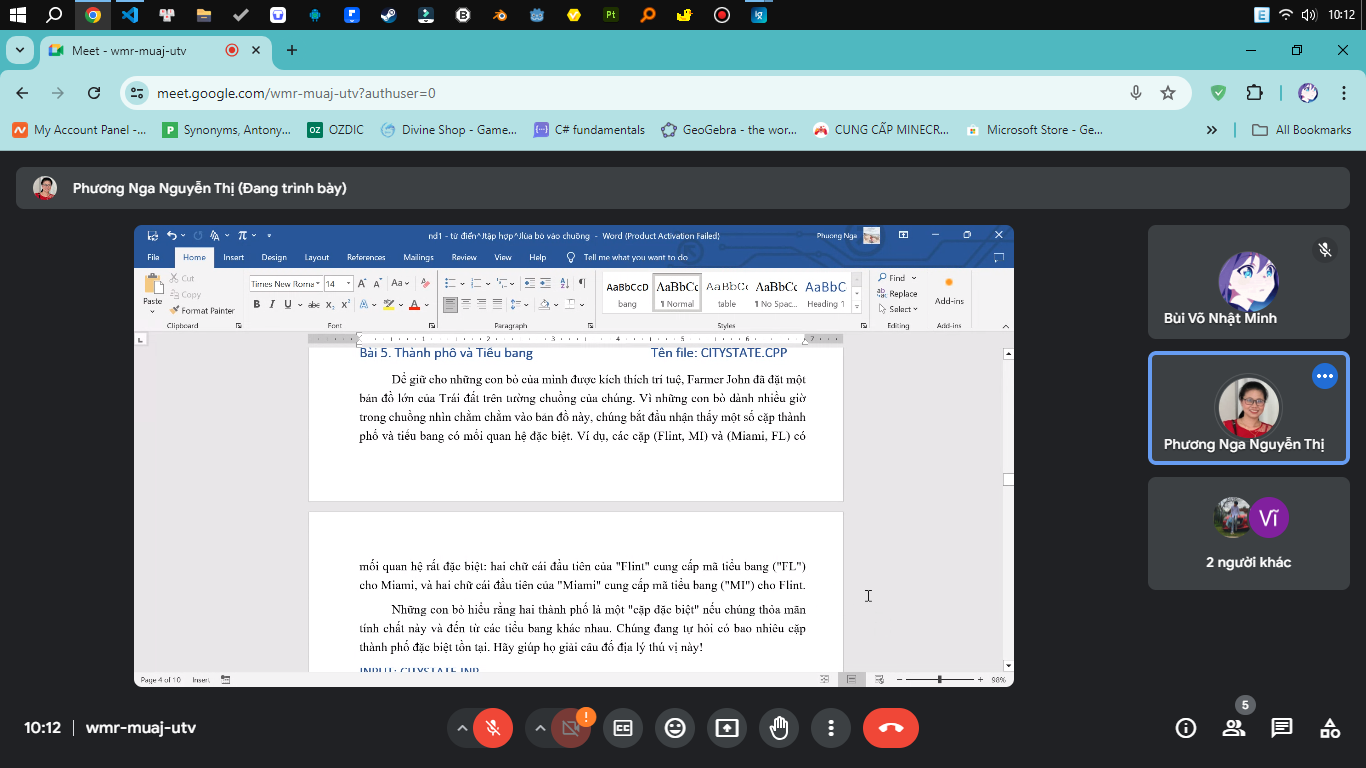 10:12
Meet - wmr-muaj-utv
meet.google.com/wmr-muaj-utv?authuser=0
My Account Panel -... Synonyms, Antony... OZDIC Divine Shop - Game... C# fundamentals GeoGebra - the wor... CUNG CẤP MINECR... Microsoft Store - Ge... All Bookmarks
Phương Nga Nguyễn Thị (Đang trình bày)
nd1 - từ điển^Jtập hợp^Jlùa bò vào chuồng - Word (Product Activation Failed) Phuong Nga
File Home Insert Design Layout References Mailings Review View Help Tell me what you want to do
Paste
Cut
Copy
Format Painter
Clipboard
Times New Roma 14
Font
Paragraph
AaBbCcD AaBbCc AaBbCc AaBbCc AaBbC
bang ¶ Normal table ¶ No Spac... Heading 1
Styles
Find
Replace
Select
Editing
Add-ins
Add-ins
Bài 5. Thành phố và Tiểu bang Tên file: CITYSTATE.CPP
Để giữ cho những con bò của mình được kích thích trí tuệ, Farmer John đã đặt một
bản đồ lớn của Trái đất trên tường chuồng của chúng. Vì những con bò dành nhiều giờ
trong chuồng nhìn chằm chằm vào bản đồ này, chúng bắt đầu nhận thấy một số cặp thành
phố và tiểu bang có mối quan hệ đặc biệt. Ví dụ, các cặp (Flint, MI) và (Miami, FL) có
mối quan hệ rất đặc biệt: hai chữ cái đầu tiên của "Flint" cung cấp mã tiểu bang ("FL")
cho Miami, và hai chữ cái đầu tiên của "Miami" cung cấp mã tiểu bang ("MI") cho Flint.
Những con bò hiểu rằng hai thành phố là một "cặp đặc biệt" nếu chúng thỏa mãn
tính chất này và đến từ các tiểu bang khác nhau. Chúng đang tự hỏi có bao nhiêu cặp
thành phố đặc biệt tồn tại. Hãy giúp họ giải câu đố địa lý thú vị này!
INPUT: CITYSTATE.INP
Page 4 of 10 Insert 98%
Bùi Võ Nhật Minh
Phương Nga Nguyễn Thị
Vĩ
2 người khác
10:12 wmr-muaj-utv
5